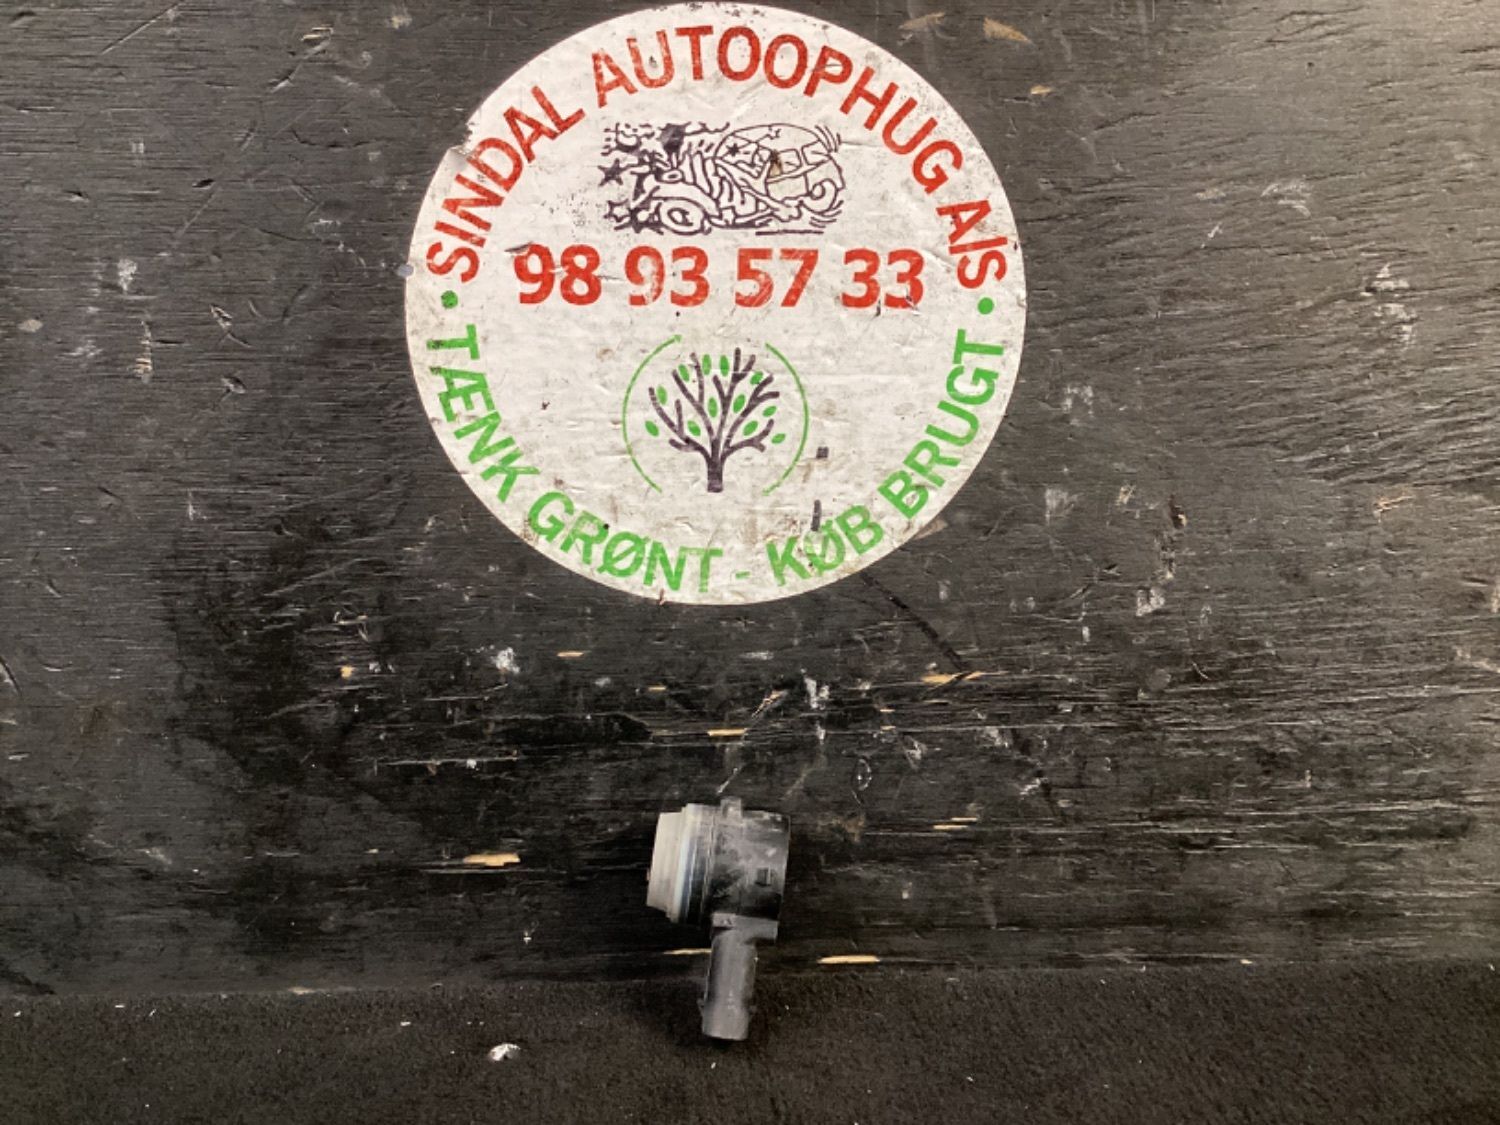 SINDAL AUTOOPHUG A/S
98 93 57 33
• TÆNK GRØNT - KØB BRUGT •